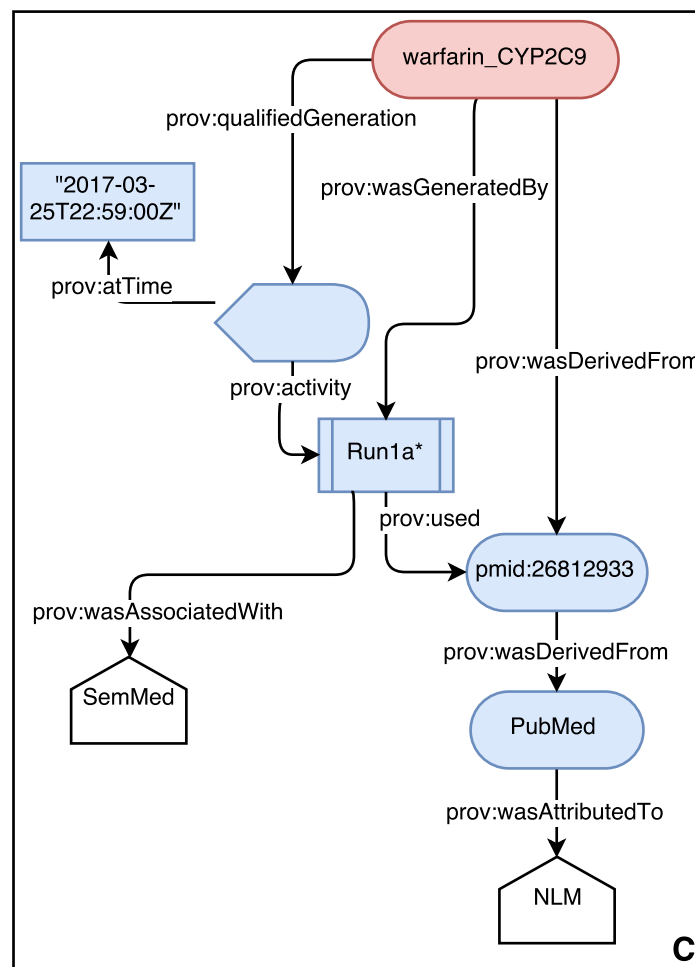 warfarin_CYP2C9
prov:qualifiedGeneration
"2017-03-
25T22:59:00Z"
prov:wasGeneratedBy
prov:atTime
prov:wasDerivedFrom
prov:activity
Run1a*
prov:used
pmid:26812933
prov:wasAssociatedWith
prov:wasDerivedFrom
SemMed
PubMed
prov:wasAttributedTo
NLM
C